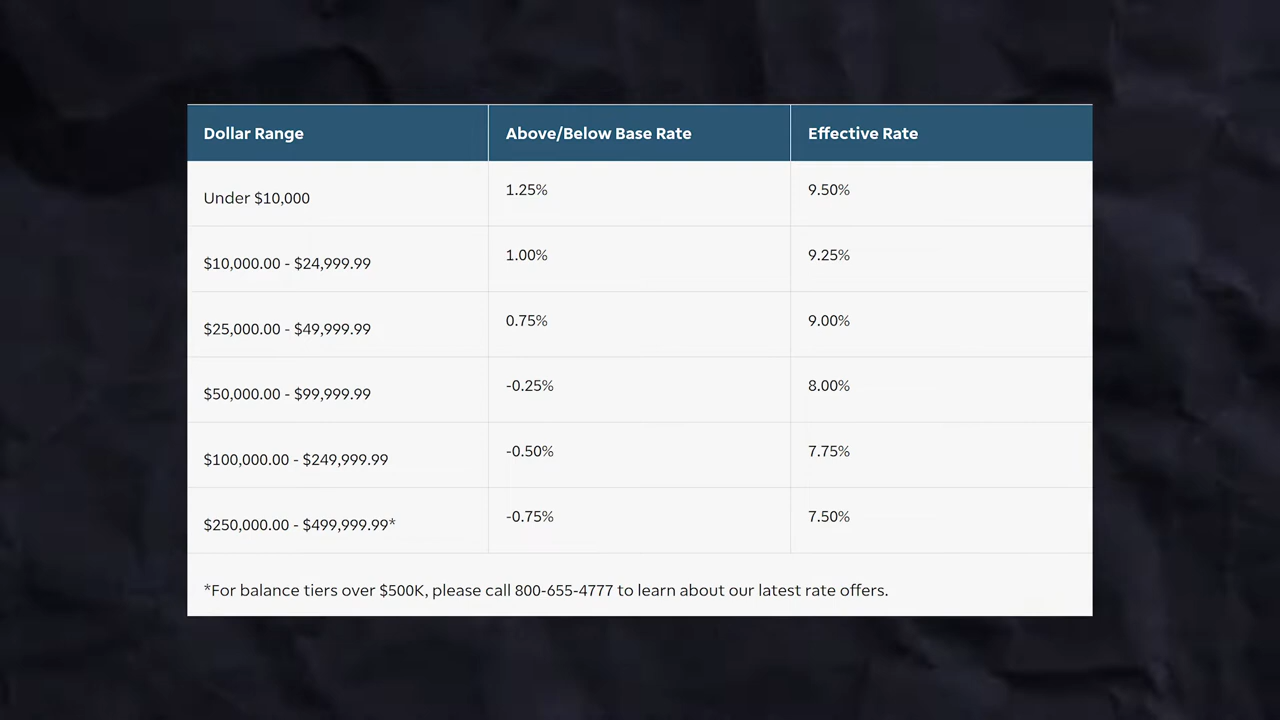 Dollar Range Above/Below Base Rate Effective Rate
Under $10,000 1.25% 9.50%
$10,000.00 - $24,999.99 1.00% 9.25%
$25,000.00 - $49,999.99 0.75% 9.00%
$50,000.00 - $99,999.99 -0.25% 8.00%
$100,000.00 - $249,999.99 -0.50% 7.75%
$250,000.00 - $499,999.99* -0.75% 7.50%
*For balance tiers over $500K, please call 800-655-4777 to learn about our latest rate offers.